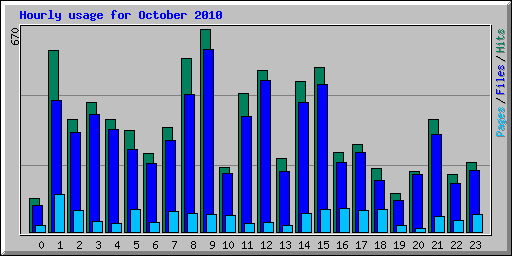 Hourly usage for October 2010
670
Pages/Files/Hits
0 1 2 3 4 5 6 7 8 9 10 11 12 13 14 15 16 17 18 19 20 21 22 23